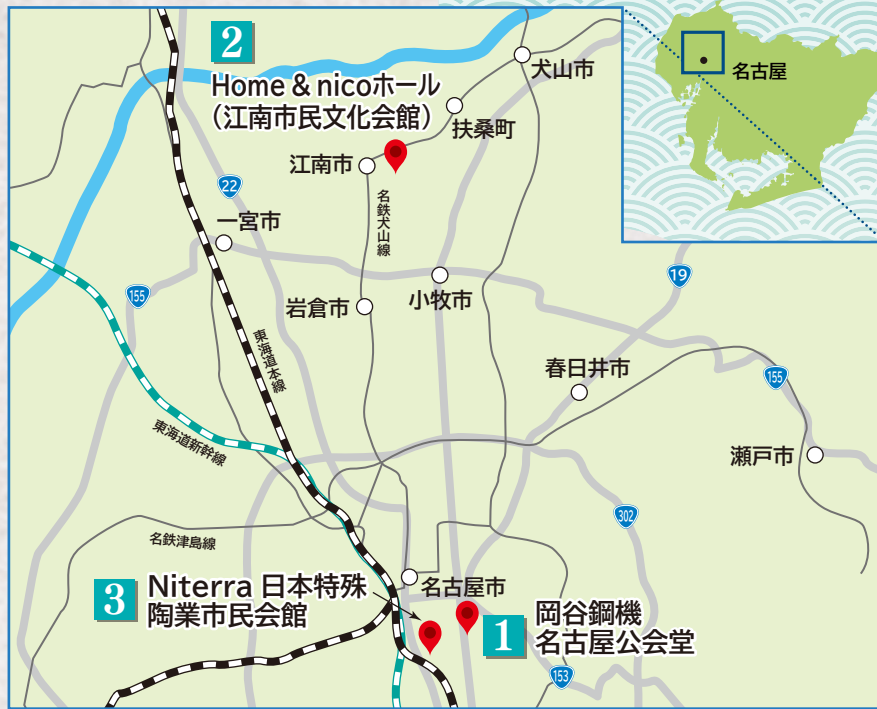 2
Home & nicoホール
（江南市民文化会館）
犬山市
扶桑町
江南市
名古屋
22
名鉄犬山線
一宮市
19
155
岩倉市
小牧市
東海道本線
春日井市
155
東海道新幹線
瀬戸市
302
名鉄津島線
3
Niterra 日本特殊
陶業市民会館
名古屋市
1
岡谷鋼機
名古屋公会堂
153